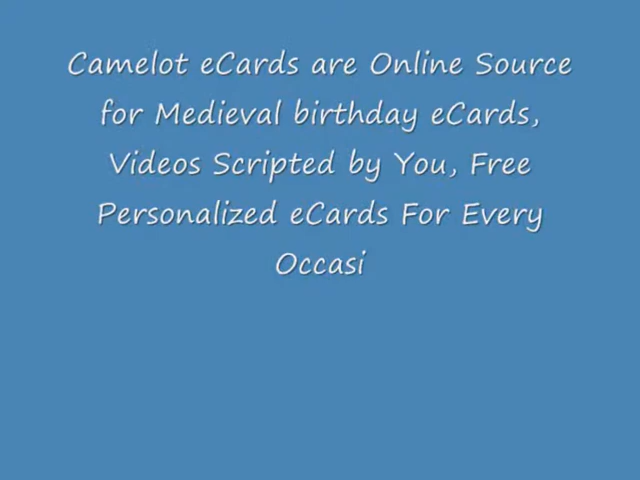 Camelot eCards are Online Source
for Medieval birthday eCards,
Videos Scripted by You, Free
Personalized eCards For Every
Occasi